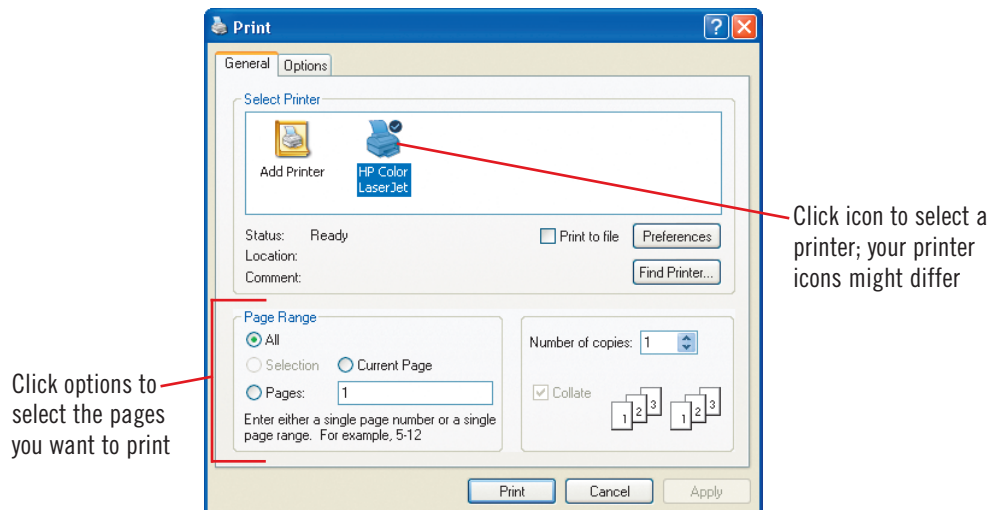 Print
General
Options
Select Printer
Add Printer
HP Color
LaserJet
Status: Ready
Location:
Comment:
Print to file
Preferences
Find Printer...
Click icon to select a
printer; your printer
icons might differ
Page Range
All
Selection
Current Page
Pages: 1
Enter either a single page number or a single
page range. For example, 5-12
Number of copies: 1
Collate
1 2 3 1 2 3
Click options to
select the pages
you want to print
Print
Cancel
Apply